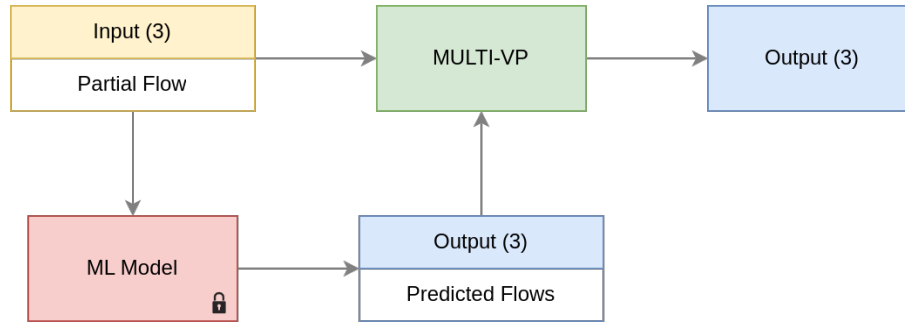 Input (3)
Partial Flow
MULTI-VP
Output (3)
ML Model
Output (3)
Predicted Flows